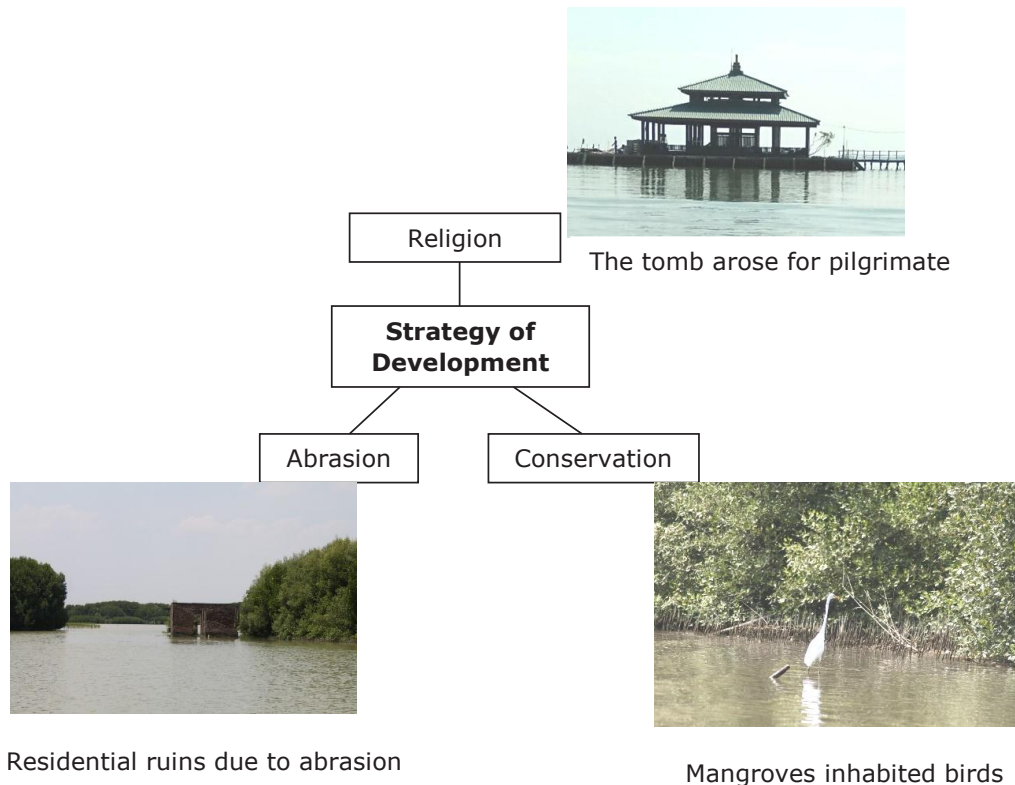 Religion
The tomb arose for pilgrimate
Strategy of
Development
Abrasion
Conservation
Residential ruins due to abrasion
Mangroves inhabited birds